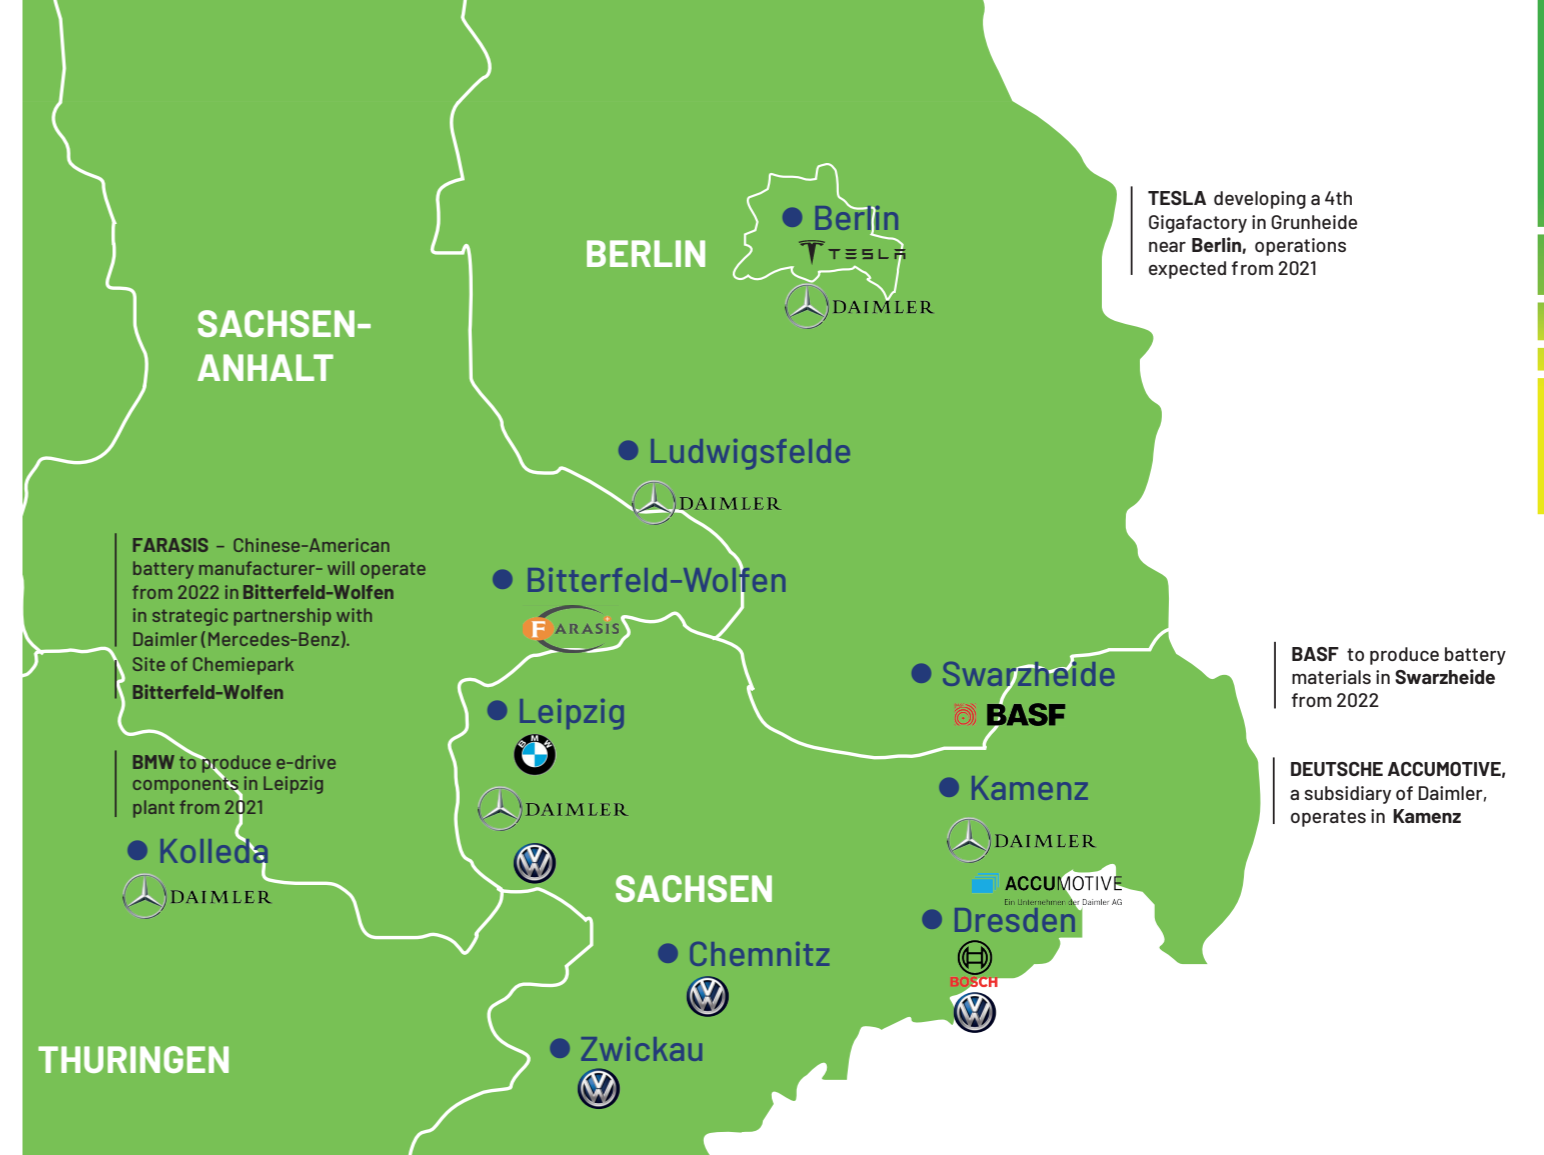 Berlin
TESLA
BERLIN
DAIMLER
TESLA developing a 4th
Gigafactory in Grunheide
near Berlin, operations
expected from 2021
SACHSEN-
ANHALT
Ludwigsfelde
DAIMLER
FARASIS – Chinese-American
battery manufacturer- will operate
from 2022 in Bitterfeld-Wolfen
in strategic partnership with
Daimler (Mercedes-Benz).
Site of Chemiepark
Bitterfeld-Wolfen
Bitterfeld-Wolfen
FARASIS
Swarzheide
BASF
BASF to produce battery
materials in Swarzheide
from 2022
Leipzig
BMW
DAIMLER
VW
BMW to produce e-drive
components in Leipzig
plant from 2021
Kamenz
DAIMLER
ACCUMOTIVE
Ein Unternehmen der Daimler AG
DEUTSCHE ACCUMOTIVE,
a subsidiary of Daimler,
operates in Kamenz
Kolleda
DAIMLER
SACHSEN
Dresden
BOSCH
VW
Chemnitz
VW
THURINGEN
Zwickau
VW